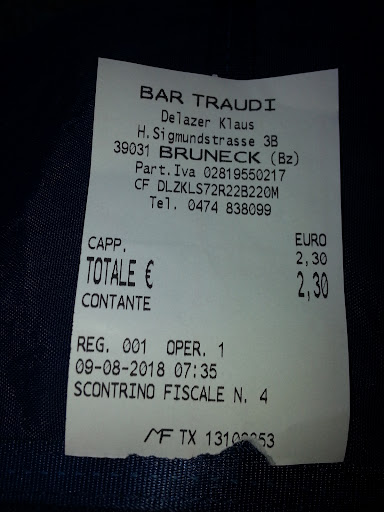 BAR TRAUDI
Delazer Klaus
H.Sigmundstrasse 3B
39031 BRUNECK (Bz)
Part.Iva 02819550217
CF DLZKLS72R22B220M
Tel. 0474 838099
EURO
CAPP. 2,30
TOTALE € 2,30
CONTANTE
REG. 001 OPER. 1
09-08-2018 07:35
SCONTRINO FISCALE N. 4
MF TX